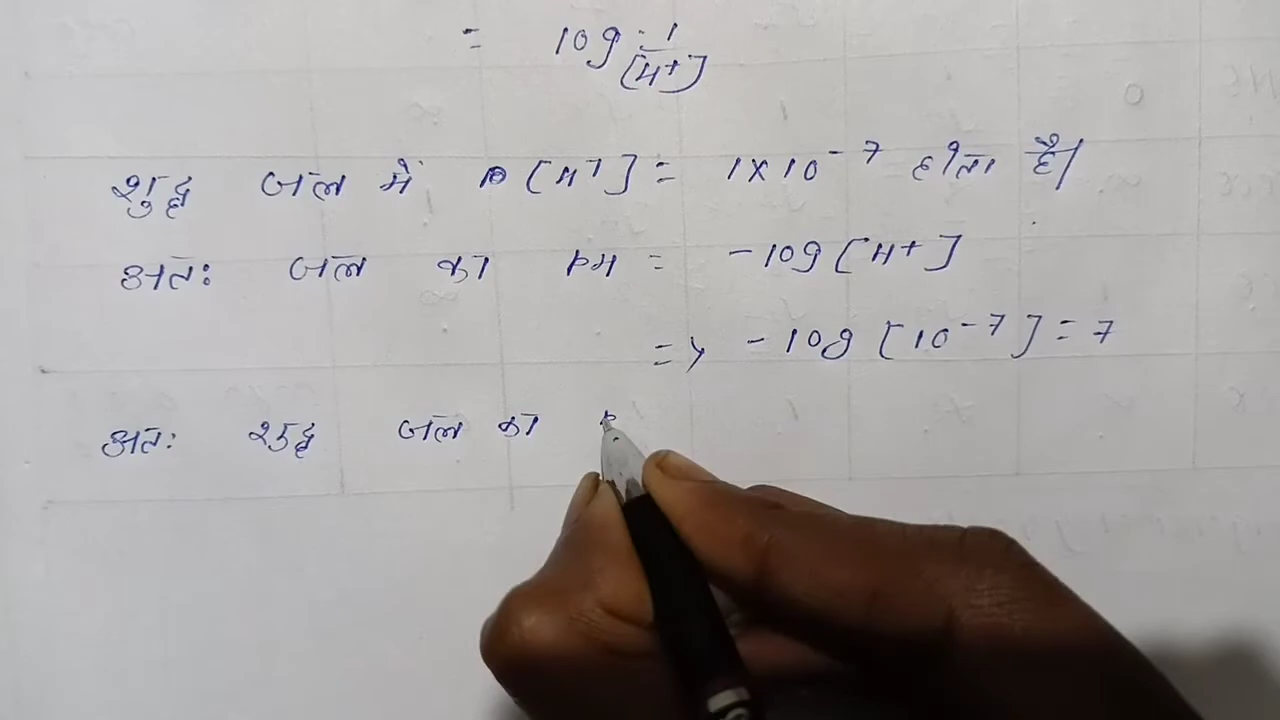 = log 1/[H+]
शुद्ध जल में [H+] = 1×10⁻⁷ होता है।
अतः जल का PH = -log[H+]
=> -log[10⁻⁷] = 7
अतः शुद्ध जल का P